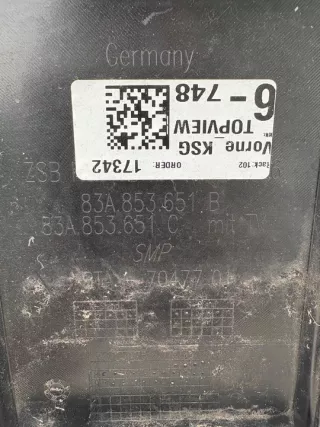 Germany
6-748
TOPVIEW
Vorne KSG
17342
ORDER:
Rack:102
ZSB
83A.853.651 B
83A.853.651 C mit T
SMP